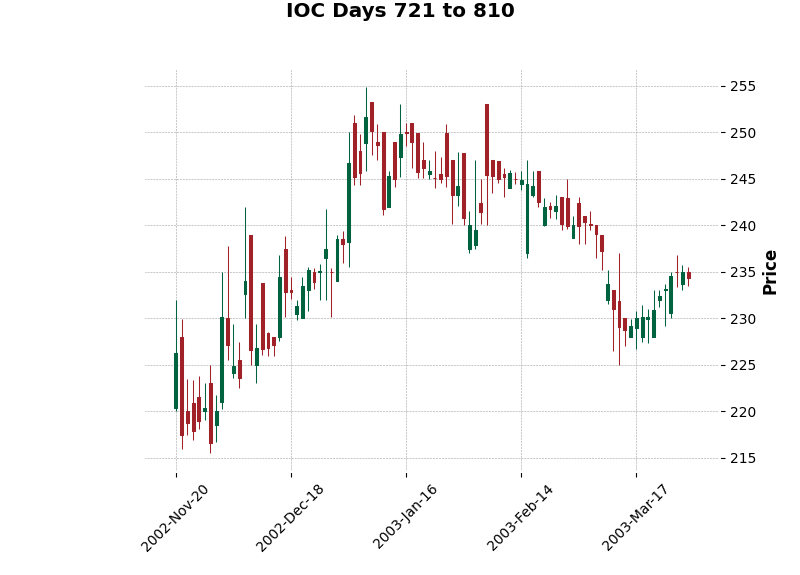 IOC Days 721 to 810
255
250
245
240
235
230
225
220
215
Price
2002-Nov-20
2002-Dec-18
2003-Jan-16
2003-Feb-14
2003-Mar-17